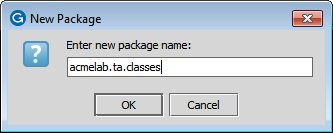 New Package
Enter new package name:
acmelab.ta.classes
OK
Cancel